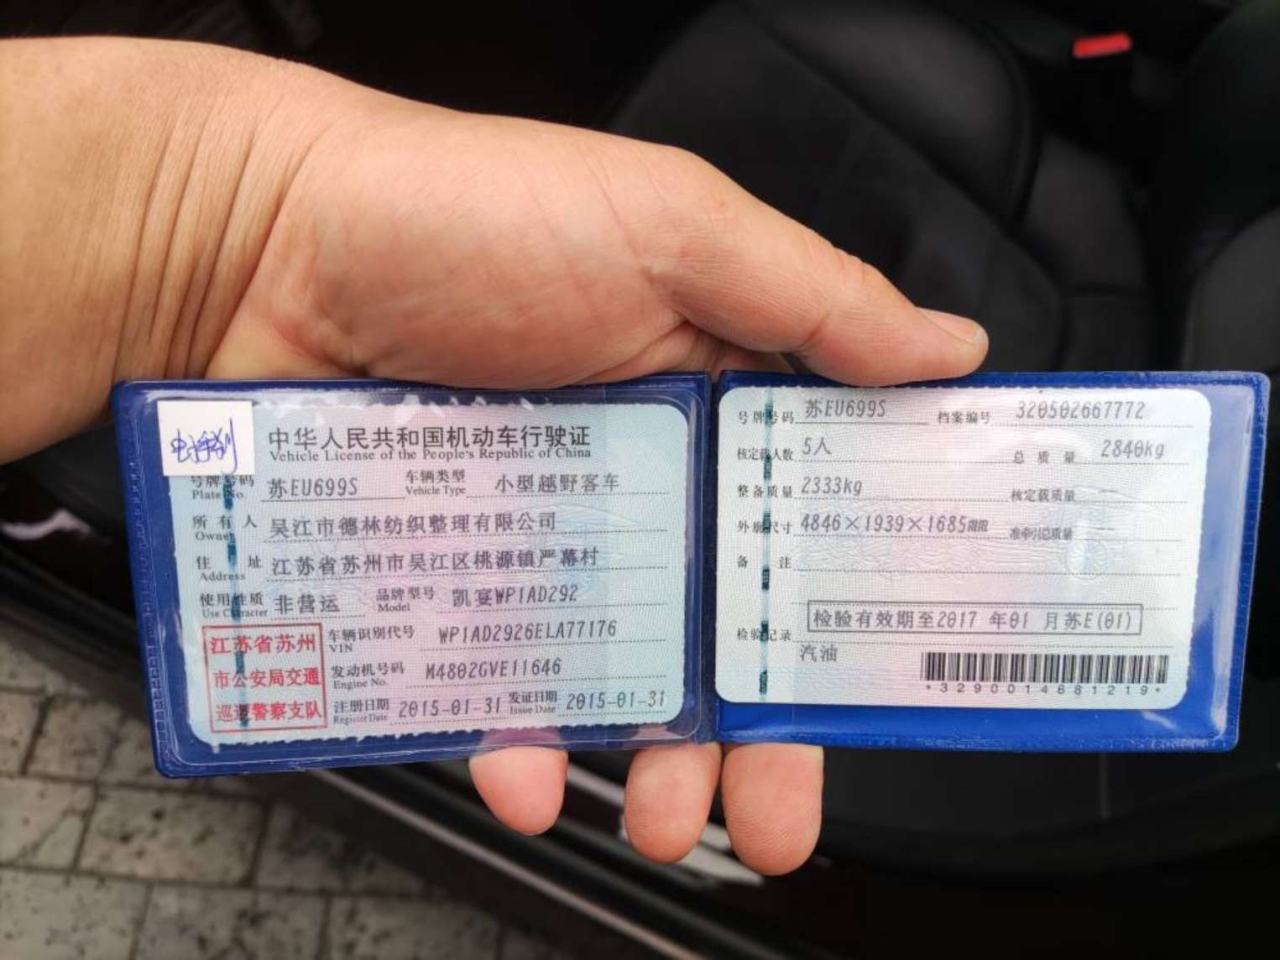 中华人民共和国机动车行驶证
Vehicle License of the People's Republic of China
号牌号码 苏EU699S 车辆类型 小型越野客车
Plate No. Vehicle Type
所有人 吴江市德林纺织整理有限公司
Owner
住址 江苏省苏州市吴江区桃源镇严幕村
Address
使用性质 非营运 品牌型号 凯宴WP1AD292
Use Character Model
江苏省苏州
市公安局交通
巡逻警察支队
车辆识别代号 WP1AD2926ELA77176
VIN
发动机号码 M4802GVE11646
Engine No.
注册日期 2015-01-31 发证日期 2015-01-31
Register Date Issue Date
号牌号码 苏EU699S 档案编号 320502667772
核定载人数 5人 总质量 2840kg
整备质量 2333kg 核定载质量 --
外廓尺寸 4846×1939×1685 准牵引总质量 --
备注
检验有效期至2017 年01 月苏E(01)
检验记录
汽油
*3290014681219*